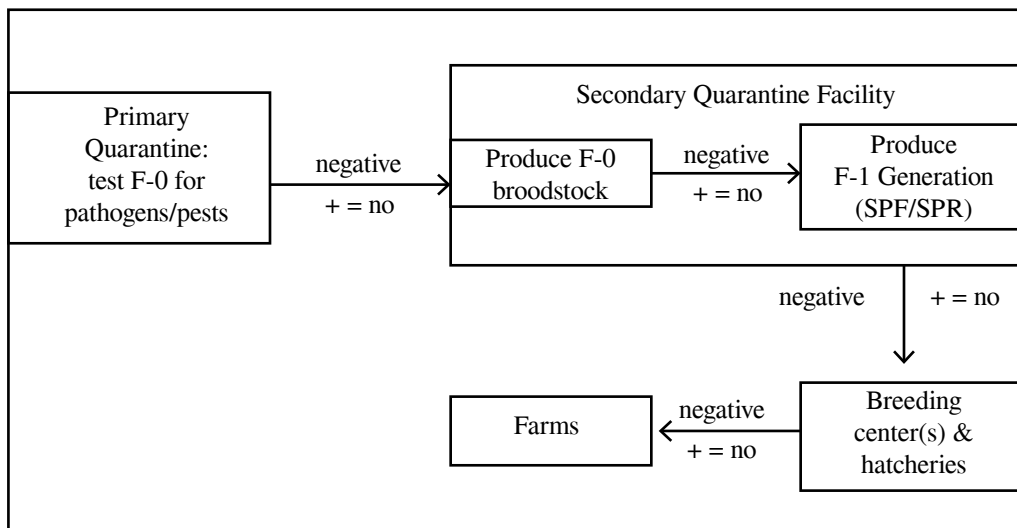 Primary
Quarantine:
test F-0 for
pathogens/pests
negative
+ = no
Secondary Quarantine Facility
Produce F-0
broodstock
negative
+ = no
Produce
F-1 Generation
(SPF/SPR)
negative
+ = no
Breeding
center(s) &
hatcheries
negative
+ = no
Farms